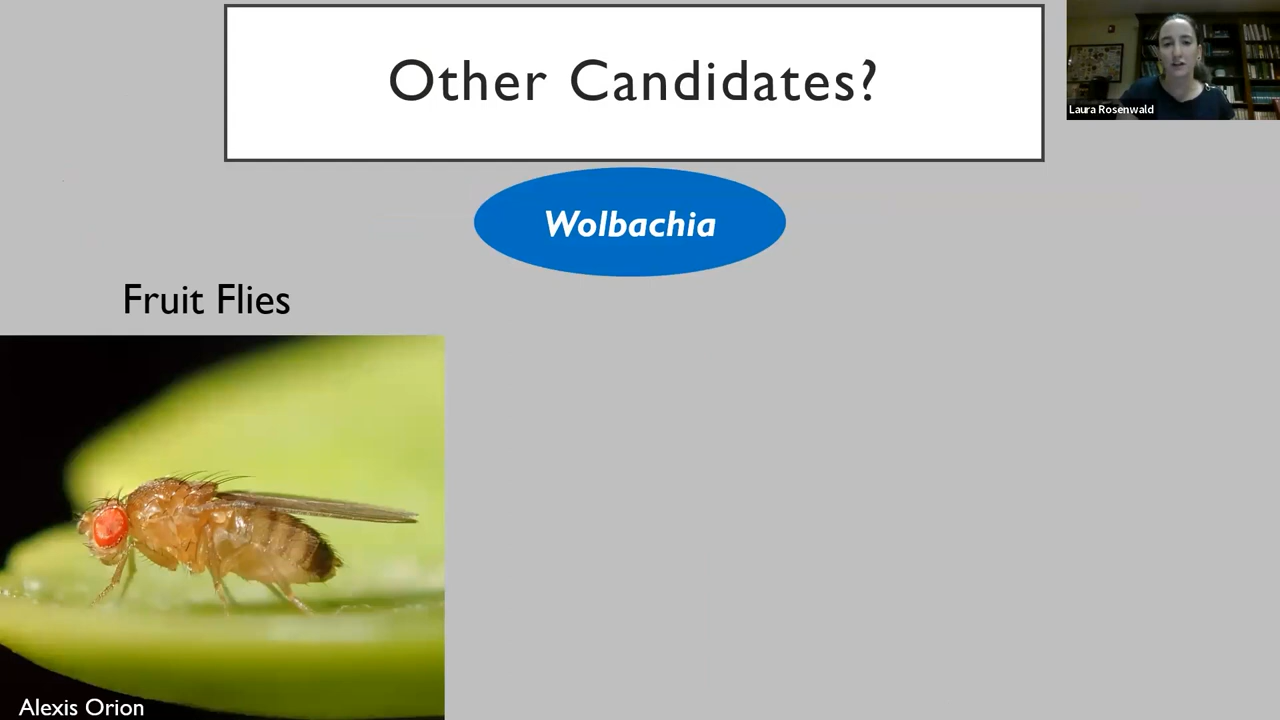 Other Candidates?
Laura Rosenwald
Wolbachia
Fruit Flies
Alexis Orion